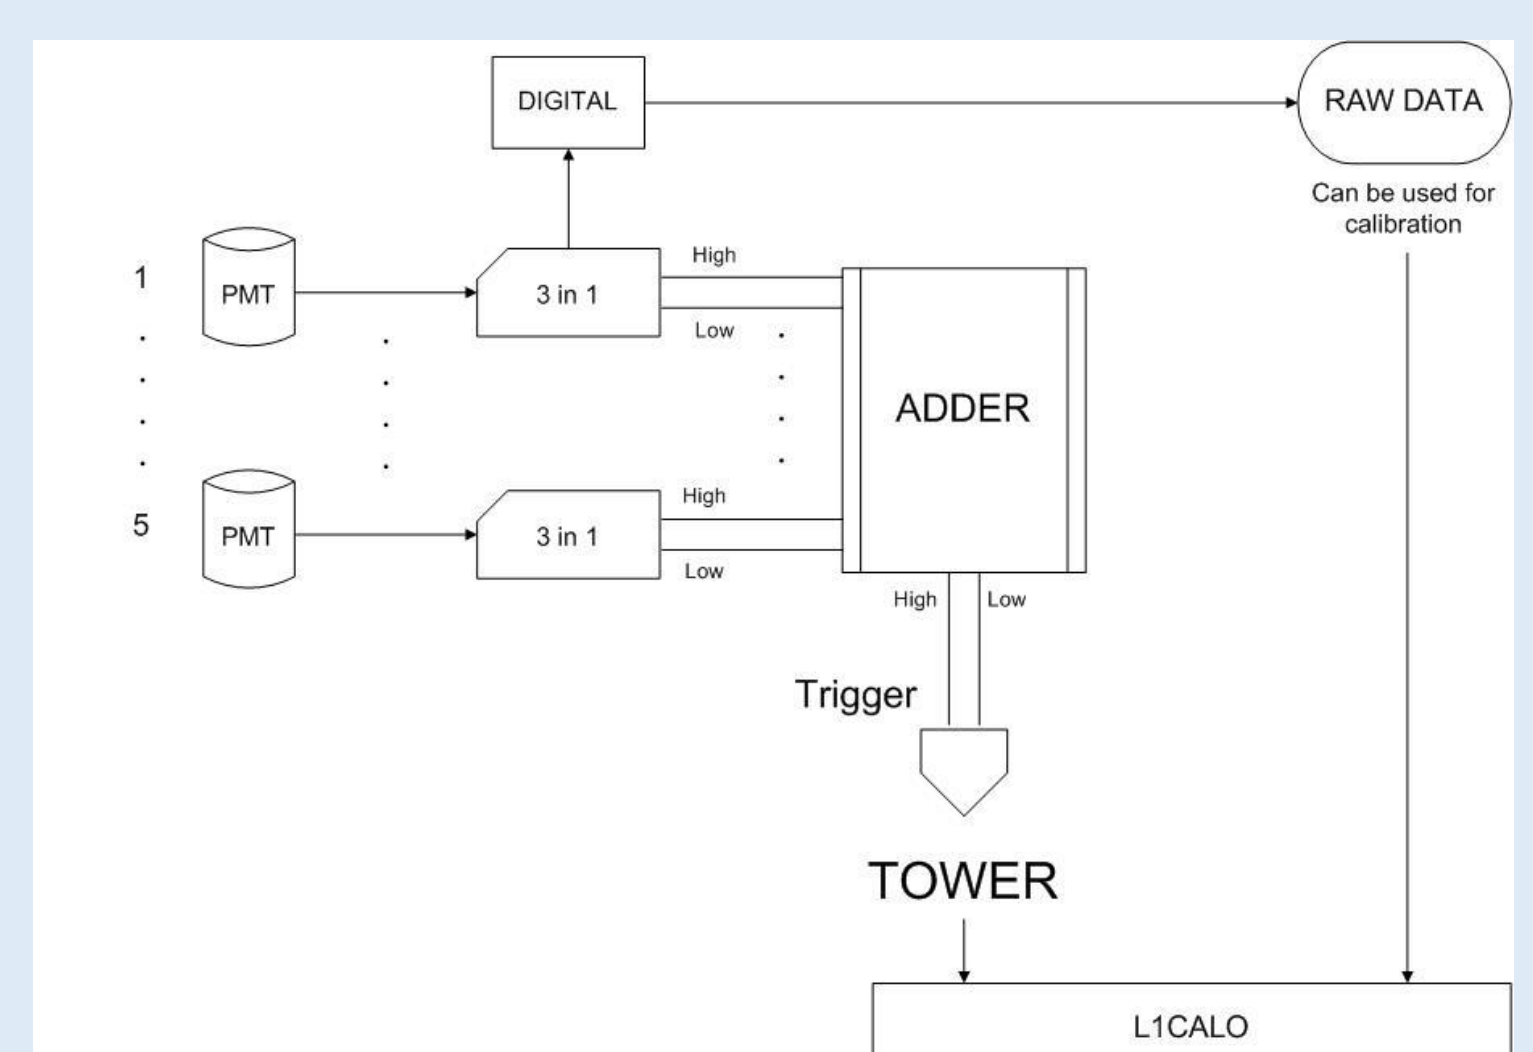 DIGITAL
RAW DATA
Can be used for
calibration
1
PMT
3 in 1
High
Low
ADDER
5
PMT
3 in 1
High
Low
High
Low
Trigger
TOWER
L1CALO